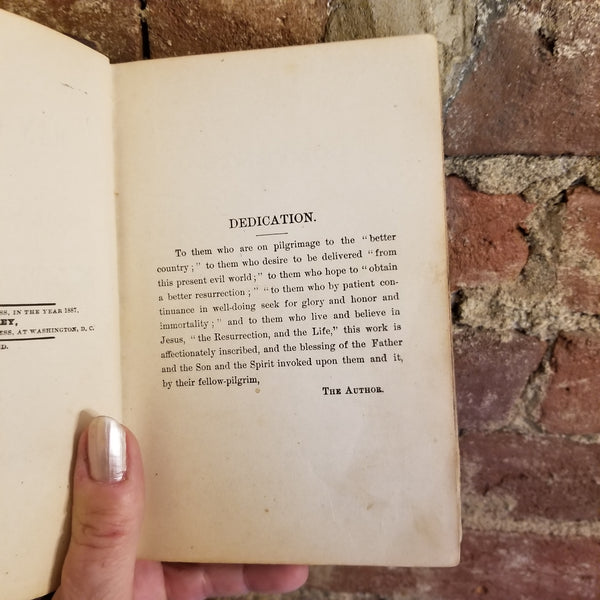 SS, IN THE YEAR 1887,
EY,
ESS, AT WASHINGTON, D. C.
D.
DEDICATION.
To them who are on pilgrimage to the "better
country;" to them who desire to be delivered "from
this present evil world;" to them who hope to "obtain
a better resurrection;" "to them who by patient con-
tinuance in well-doing seek for glory and honor and
immortality;" and to them who live and believe in
Jesus, "the Resurrection, and the Life," this work is
affectionately inscribed, and the blessing of the Father
and the Son and the Spirit invoked upon them and it,
by their fellow-pilgrim,
THE AUTHOR.